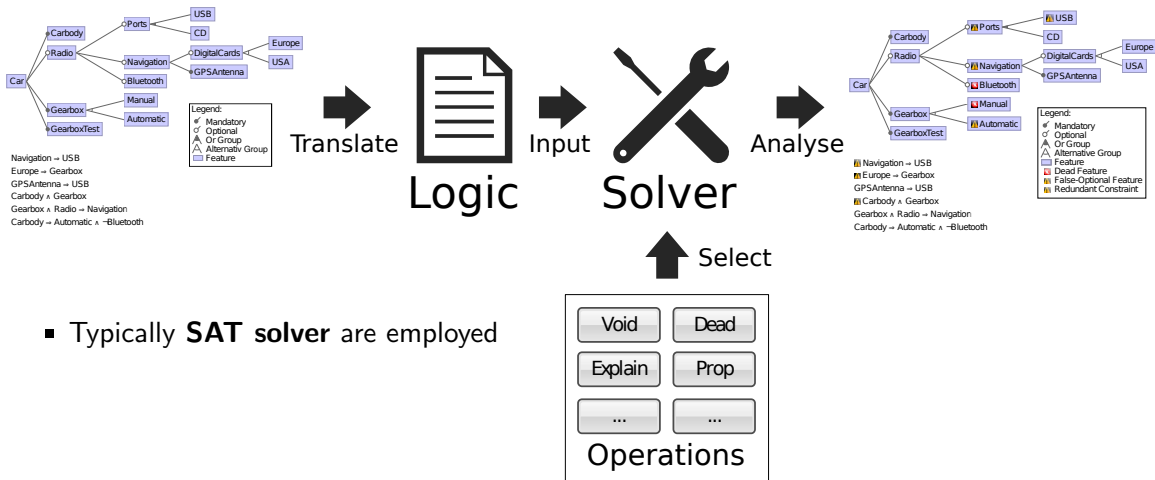 Car
Carbody
Radio
Ports
USB
CD
Navigation
DigitalCards
Europe
USA
GPSAntenna
Bluetooth
Gearbox
Manual
Automatic
GearboxTest
Legend:
Mandatory
Optional
Or Group
Alternativ Group
Feature
Navigation ⇒ USB
Europe ⇒ Gearbox
GPSAntenna ⇒ USB
Carbody ∧ Gearbox
Gearbox ∧ Radio ⇒ Navigation
Carbody ⇒ Automatic ∧ ¬Bluetooth
Translate
Logic
Input
Solver
Analyse
Car
Carbody
Radio
Ports
USB
CD
Navigation
DigitalCards
Europe
USA
GPSAntenna
Bluetooth
Gearbox
Manual
Automatic
GearboxTest
Legend:
Mandatory
Optional
Or Group
Alternative Group
Feature
Dead Feature
False-Optional Feature
Redundant Constraint
Navigation ⇒ USB
Europe ⇒ Gearbox
GPSAntenna ⇒ USB
Carbody ∧ Gearbox
Gearbox ∧ Radio ⇒ Navigation
Carbody ⇒ Automatic ∧ ¬Bluetooth
Select
Typically SAT solver are employed
Void Dead
Explain Prop
... ...
Operations